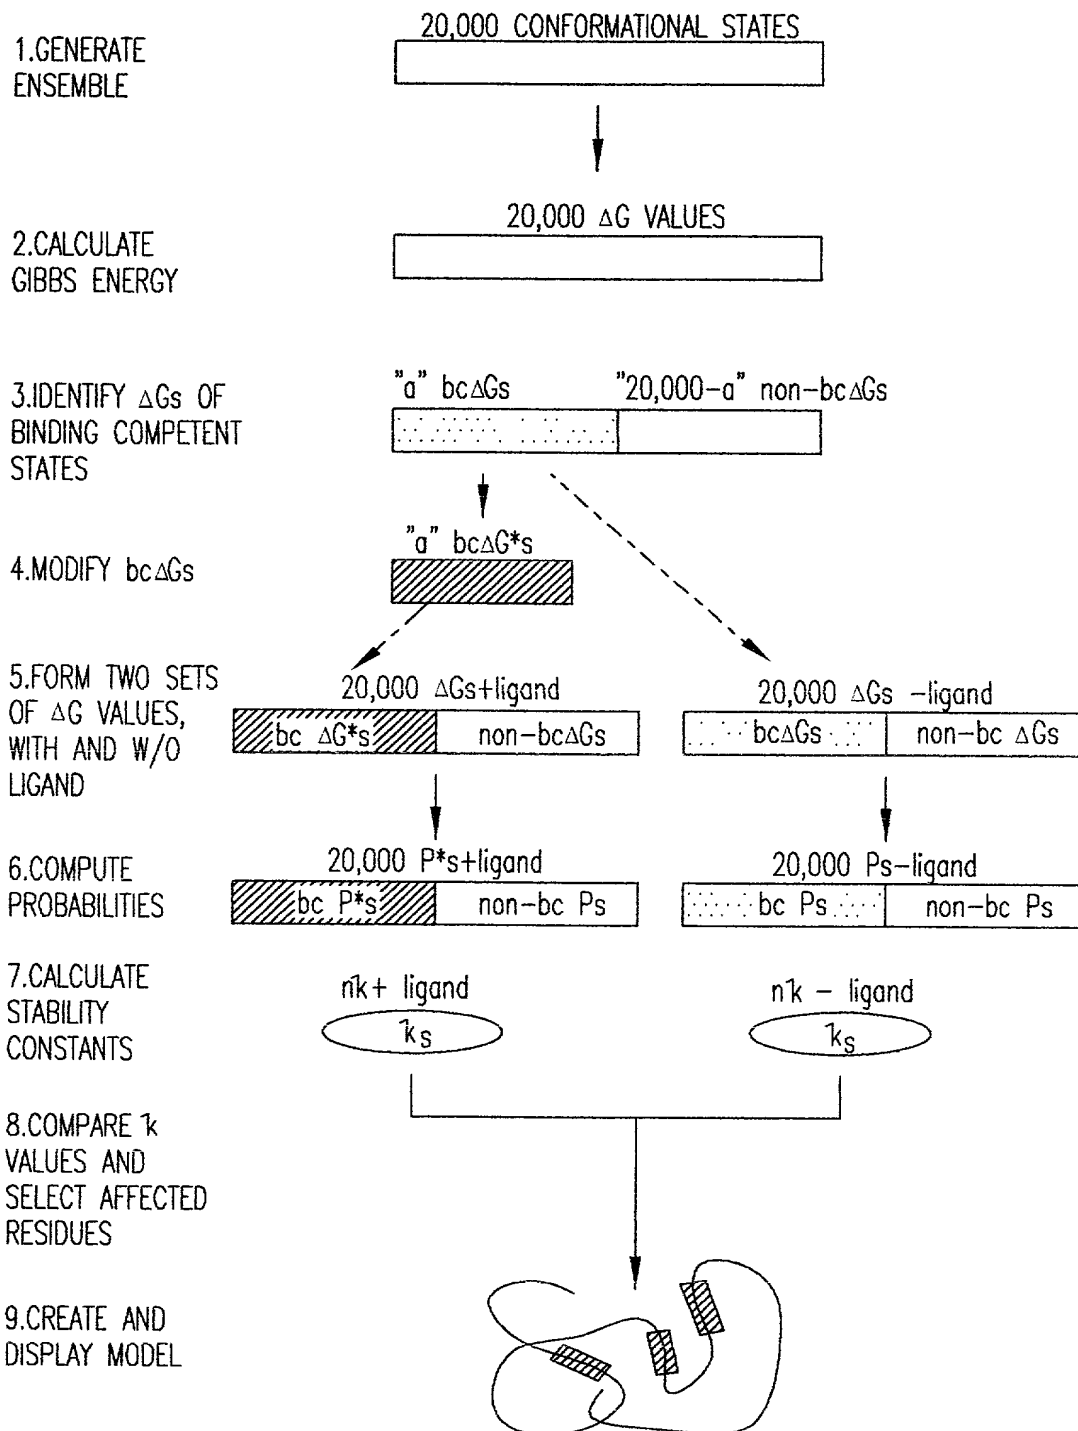 20,000 CONFORMATIONAL STATES
1.GENERATE
ENSEMBLE
20,000 ΔG VALUES
2.CALCULATE
GIBBS ENERGY
3.IDENTIFY ΔGs OF
BINDING COMPETENT
STATES
"a" bcΔGs
"20,000-a" non-bcΔGs
4.MODIFY bcΔGs
"a" bcΔG*s
5.FORM TWO SETS
OF ΔG VALUES,
WITH AND W/O
LIGAND
20,000 ΔGs+ligand
bc ΔG*s
non-bcΔGs
20,000 ΔGs -ligand
bcΔGs
non-bc ΔGs
6.COMPUTE
PROBABILITIES
20,000 P*s+ligand
bc P*s
non-bc Ps
20,000 Ps-ligand
bc Ps
non-bc Ps
7.CALCULATE
STABILITY
CONSTANTS
nk+ ligand
ks
nk - ligand
ks
8.COMPARE k
VALUES AND
SELECT AFFECTED
RESIDUES
9.CREATE AND
DISPLAY MODEL